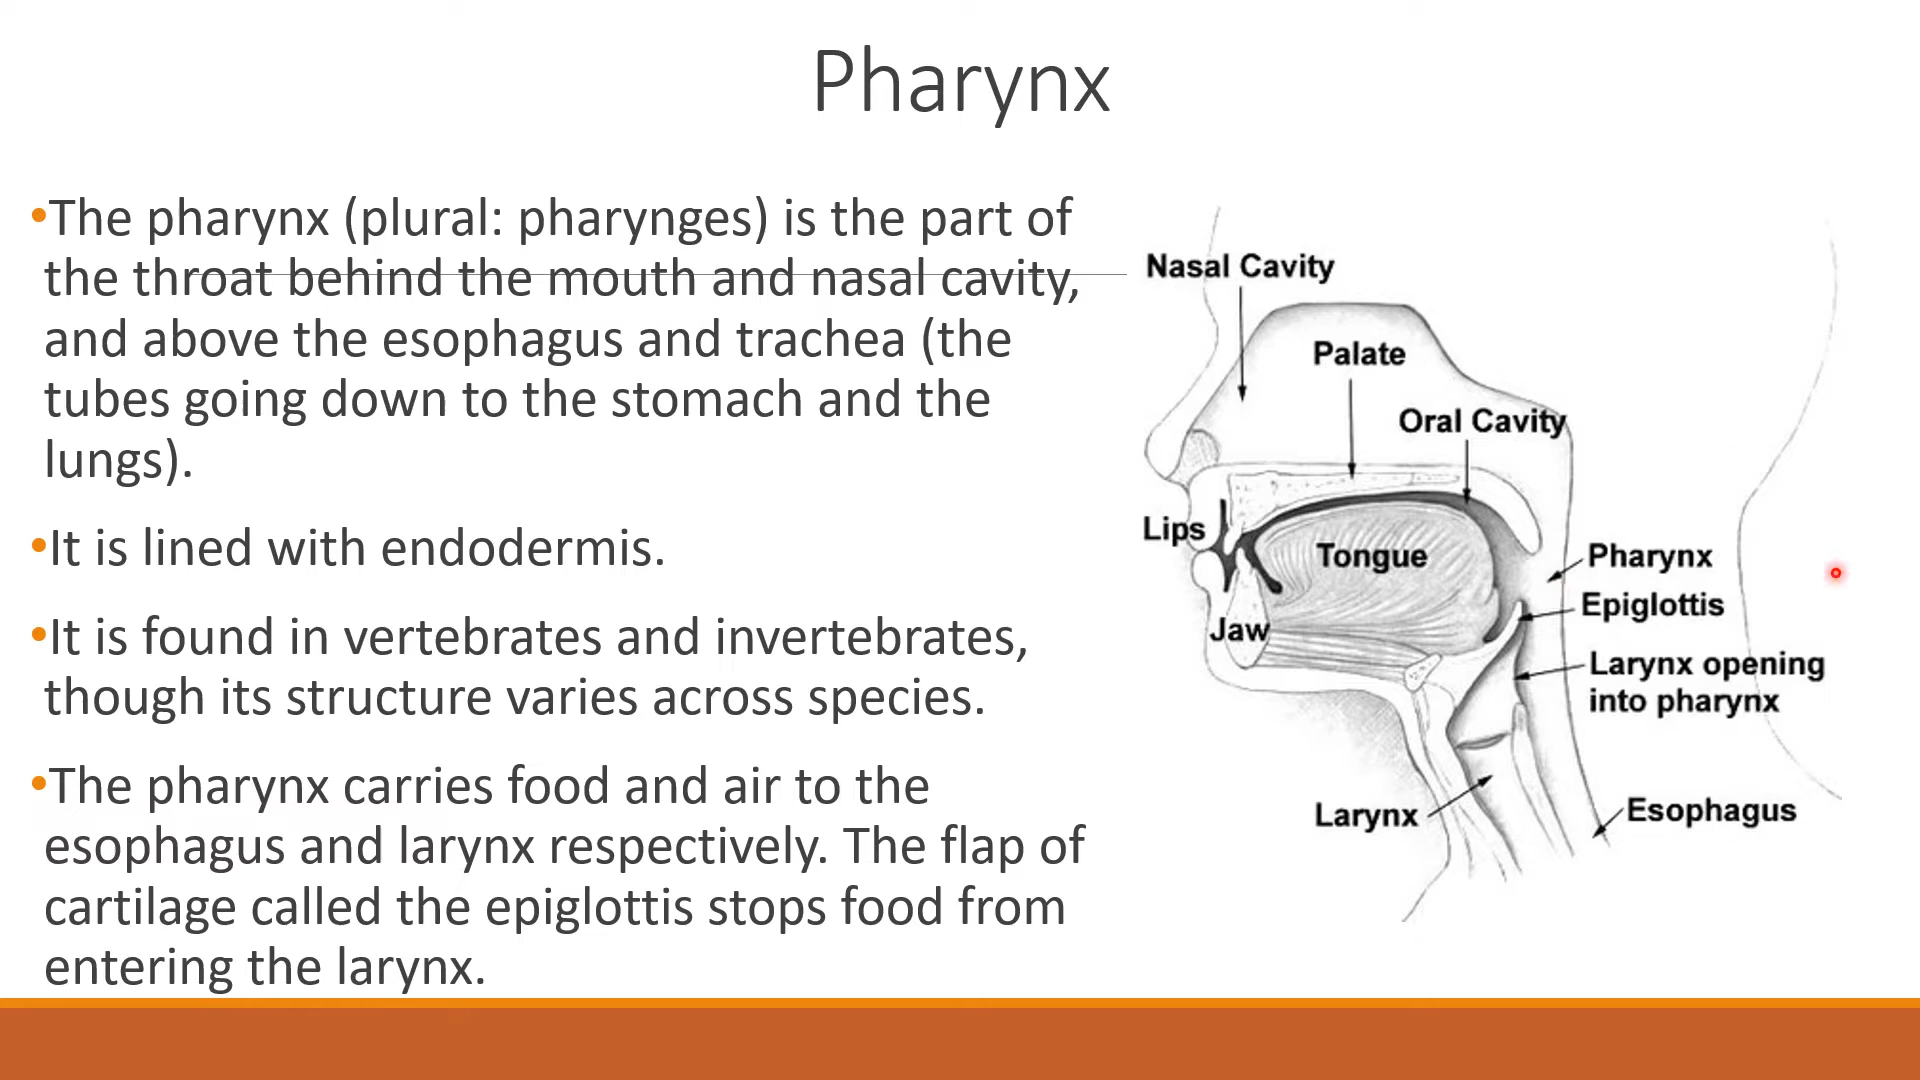 Pharynx
•The pharynx (plural: pharynges) is the part of
the throat behind the mouth and nasal cavity,
and above the esophagus and trachea (the
tubes going down to the stomach and the
lungs).
•It is lined with endodermis.
•It is found in vertebrates and invertebrates,
though its structure varies across species.
•The pharynx carries food and air to the
esophagus and larynx respectively. The flap of
cartilage called the epiglottis stops food from
entering the larynx.
Nasal Cavity
Palate
Oral Cavity
Lips
Tongue
Pharynx
Epiglottis
Jaw
Larynx opening
into pharynx
Larynx
Esophagus